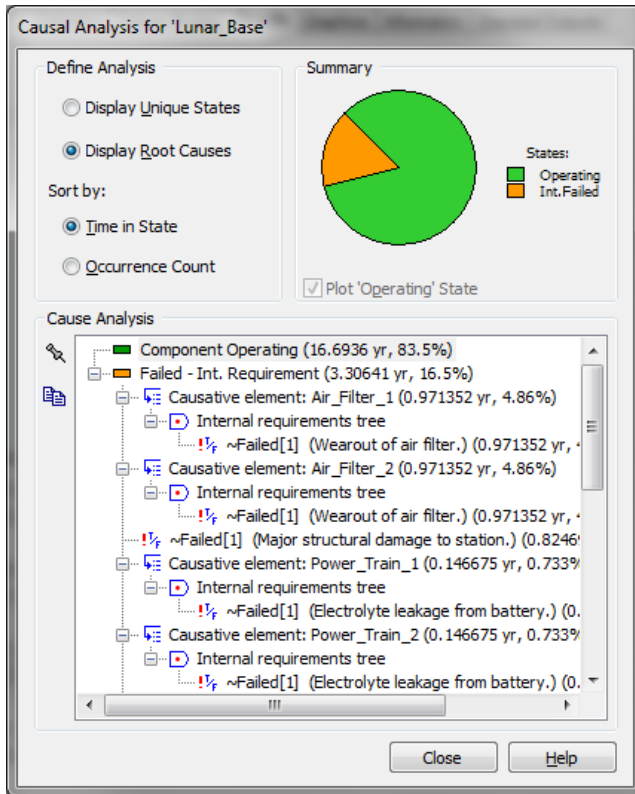 Causal Analysis for 'Lunar_Base'
Define Analysis
Display Unique States
Display Root Causes
Sort by:
Time in State
Occurrence Count
Summary
States:
Operating
Int.Failed
Plot 'Operating' State
Cause Analysis
Component Operating (16.6936 yr, 83.5%)
Failed - Int. Requirement (3.30641 yr, 16.5%)
Causative element: Air_Filter_1 (0.971352 yr, 4.86%)
Internal requirements tree
~Failed[1] (Wearout of air filter.) (0.971352 yr,
Causative element: Air_Filter_2 (0.971352 yr, 4.86%)
Internal requirements tree
~Failed[1] (Wearout of air filter.) (0.971352 yr,
~Failed[1] (Major structural damage to station.) (0.8246
Causative element: Power_Train_1 (0.146675 yr, 0.733%
Internal requirements tree
~Failed[1] (Electrolyte leakage from battery.) (0.
Causative element: Power_Train_2 (0.146675 yr, 0.733%
Internal requirements tree
~Failed[1] (Electrolyte leakage from battery.) (0.
Close
Help